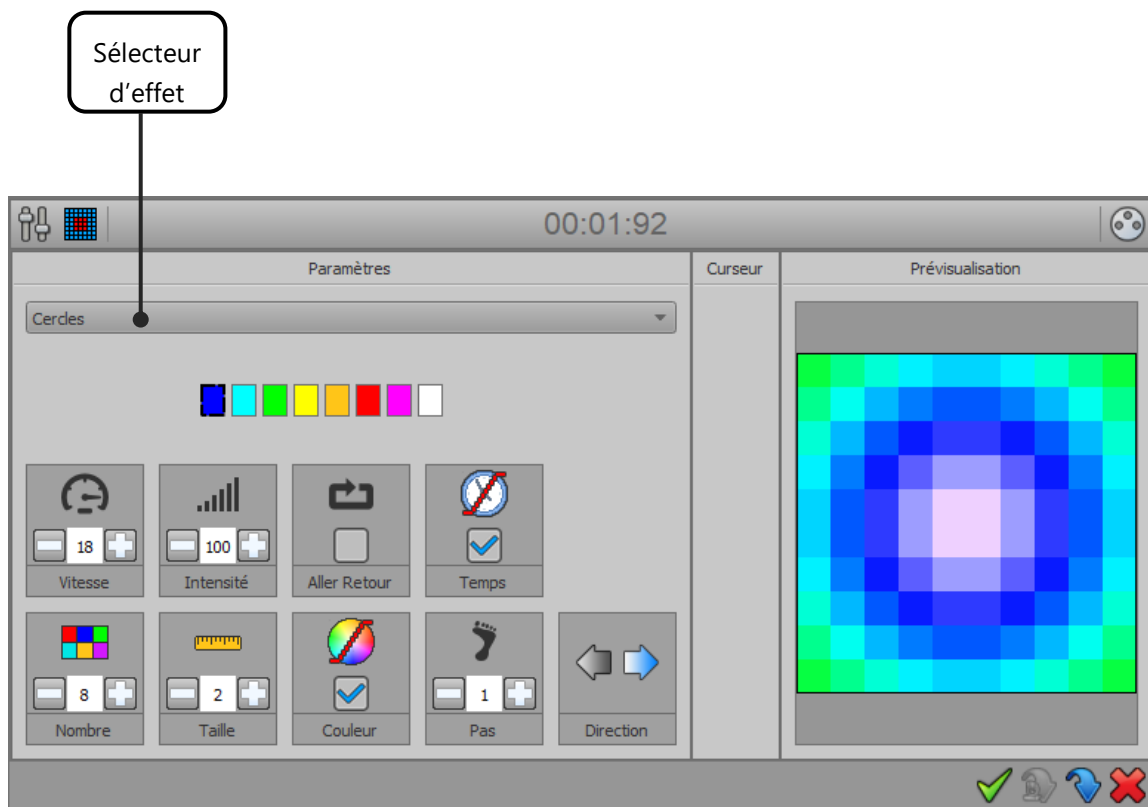 Sélecteur
d'effet
00:01:92
Paramètres
Curseur
Prévisualisation
Cercles
18
100
Vitesse
Intensité
Aller Retour
Temps
8
2
1
Nombre
Taille
Couleur
Pas
Direction